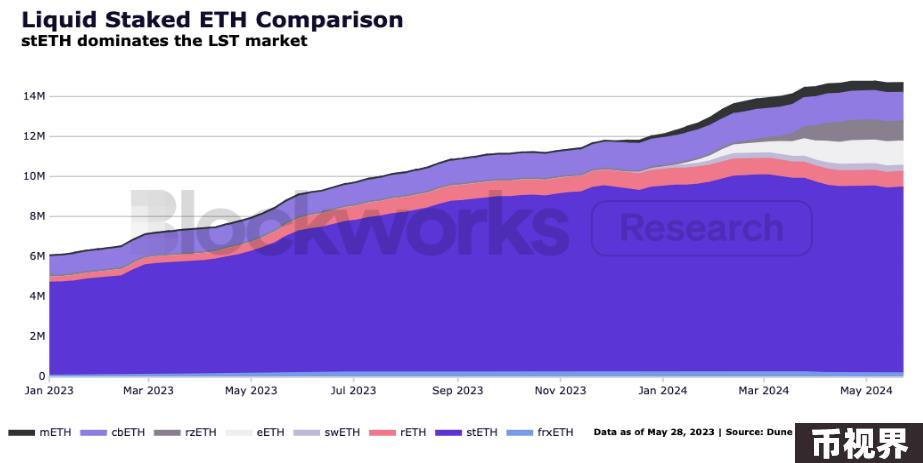 Liquid Staked ETH Comparison
stETH dominates the LST market
14M
12M
10M
8M
6M
4M
2M
0
Blockworks Research
Jan 2023 Mar 2023 May 2023 Jul 2023 Sep 2023 Nov 2023 Jan 2024 Mar 2024 May 2024
mETH cbETH rzETH eETH swETH rETH stETH frxETH Data as of May 28, 2023 | Source: Dune
币视界